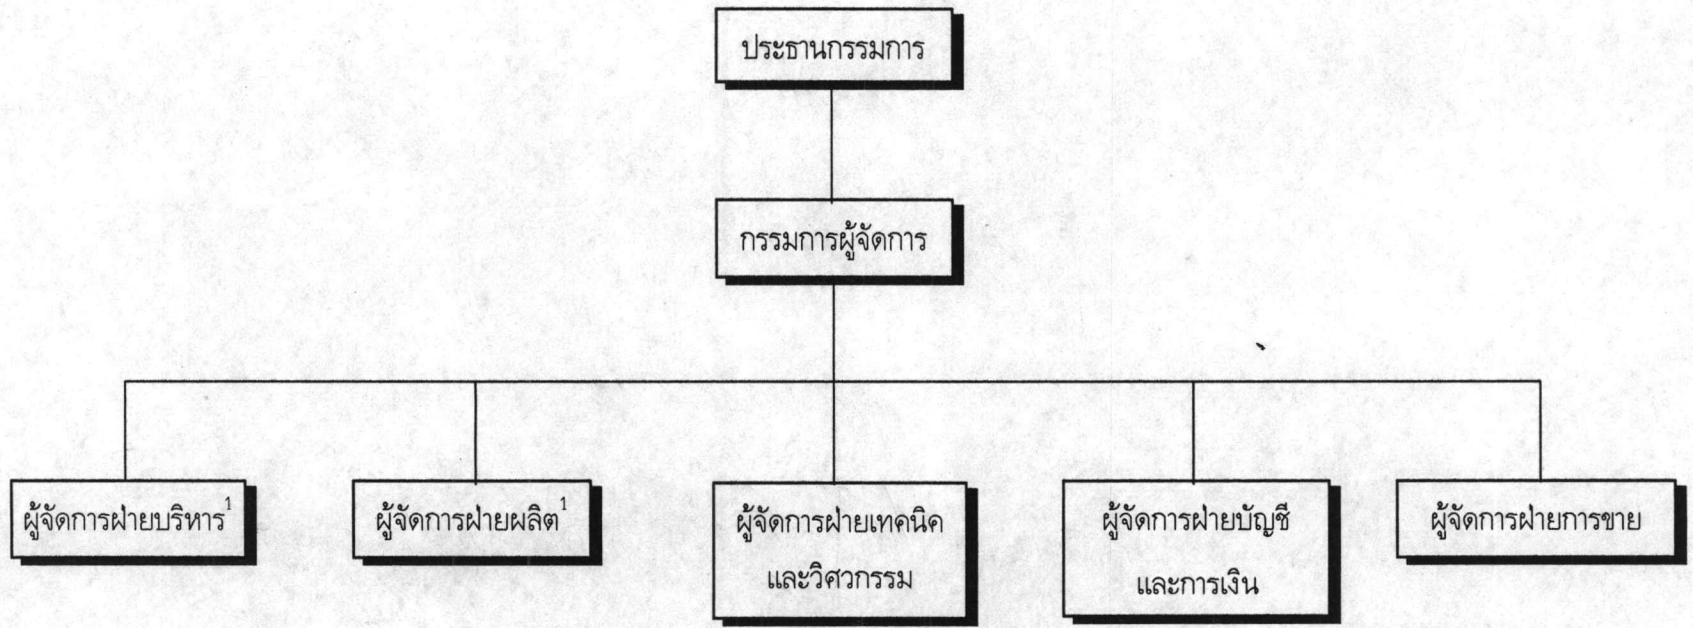 ประธานกรรมการ
กรรมการผู้จัดการ
ผู้จัดการฝ่ายบริหาร¹
ผู้จัดการฝ่ายผลิต¹
ผู้จัดการฝ่ายเทคนิค
และวิศวกรรม
ผู้จัดการฝ่ายบัญชี
และการเงิน
ผู้จัดการฝ่ายการขาย